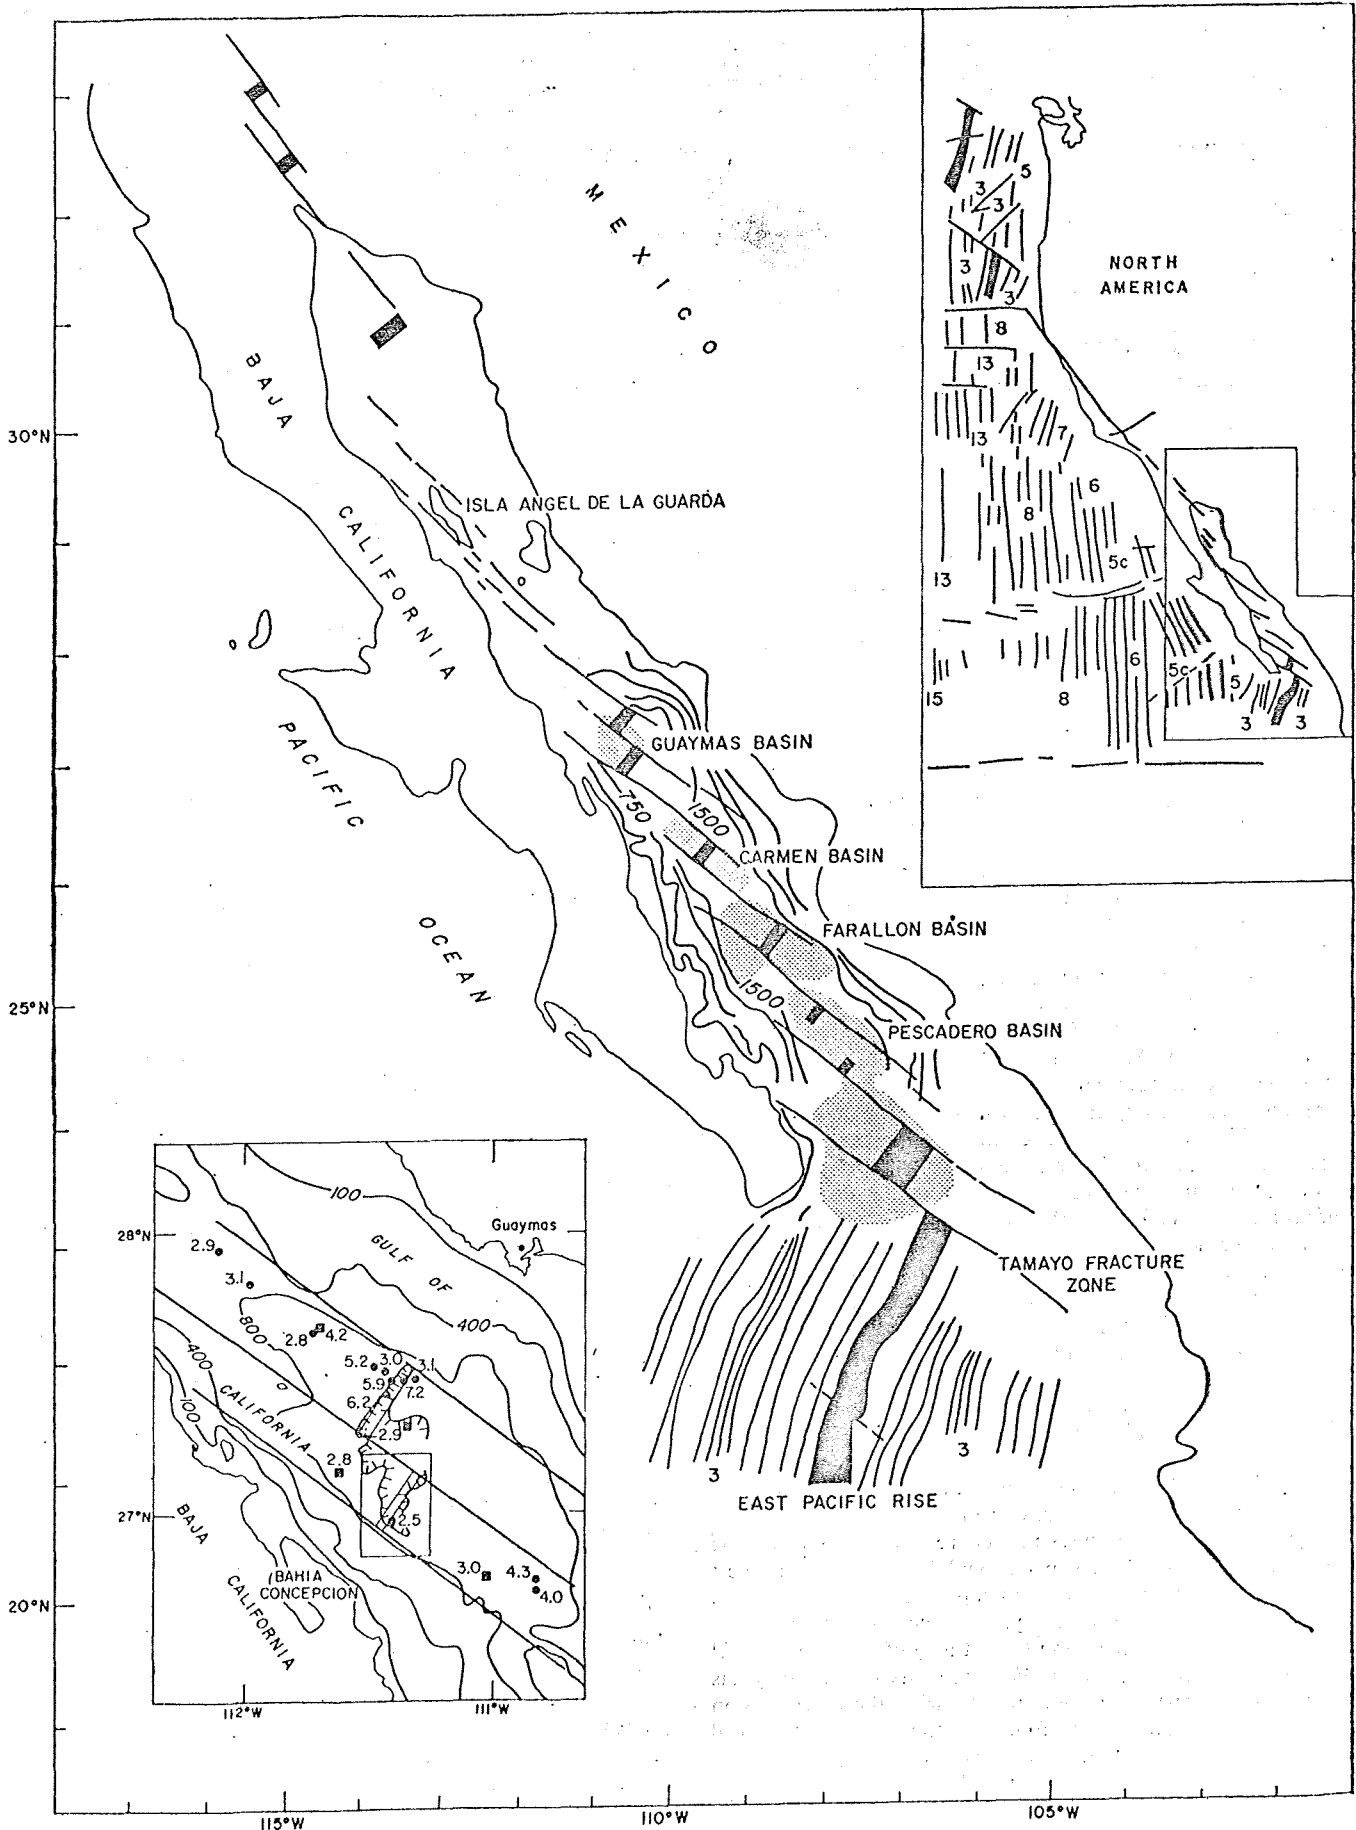 MEXICO
BAJA
CALIFORNIA
PACIFIC
OCEAN
30°N
25°N
20°N
115°W
110°W
105°W
ISLA ANGEL DE LA GUARDA
GUAYMAS BASIN
750
1500
CARMEN BASIN
FARALLON BASIN
1500
PESCADERO BASIN
TAMAYO FRACTURE
ZONE
3
3
EAST PACIFIC RISE
NORTH
AMERICA
5
3
3
3
3
8
13
13
7
6
8
5c
13
6
5c
5
15
8
3
3
100
Guaymas
28°N
2.9
GULF OF
3.1
800
2.8
4.2
400
400
5.2
3.0
3.1
5.9
7.2
6.2
CALIFORNIA
100
2.9
2.8
27°N
2.5
BAJA
CALIFORNIA
BAHIA
CONCEPCION
3.0
4.3
4.0
112°W
111°W